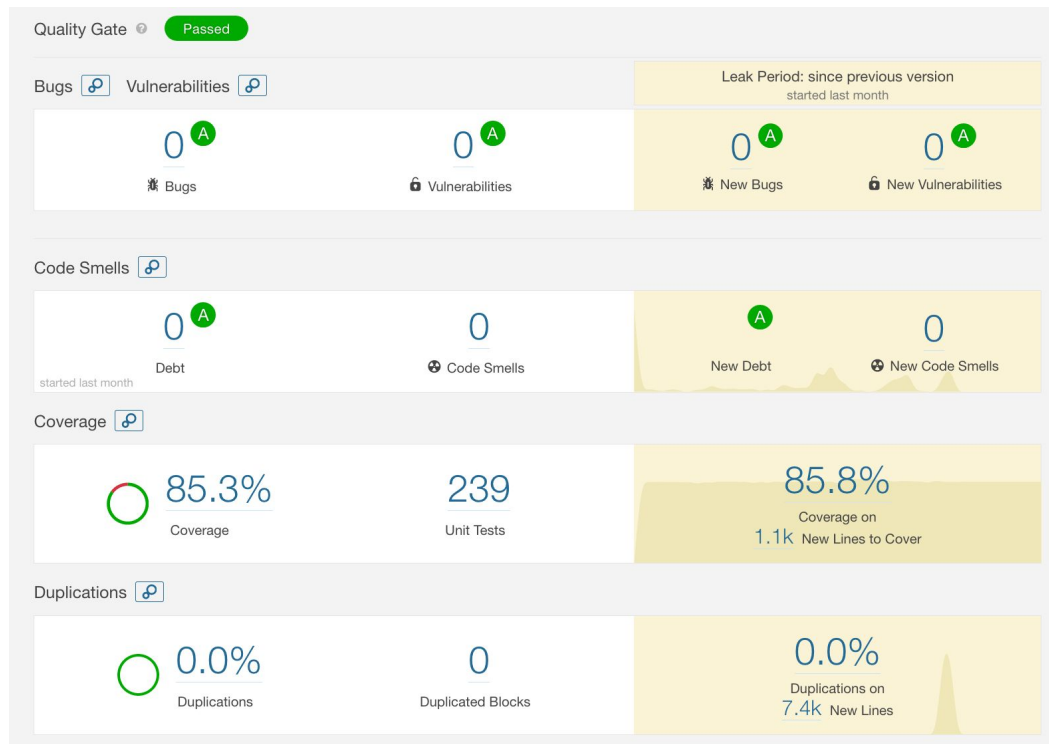 Quality Gate ? Passed
Bugs Vulnerabilities
Leak Period: since previous version
started last month
0 A 0 A 0 A 0 A
Bugs Vulnerabilities New Bugs New Vulnerabilities
Code Smells
0 A 0 A 0
Debt Code Smells New Debt New Code Smells
started last month
Coverage
85.3% 239 85.8%
Coverage Unit Tests Coverage on
1.1k New Lines to Cover
Duplications
0.0% 0 0.0%
Duplications Duplicated Blocks Duplications on
7.4k New Lines